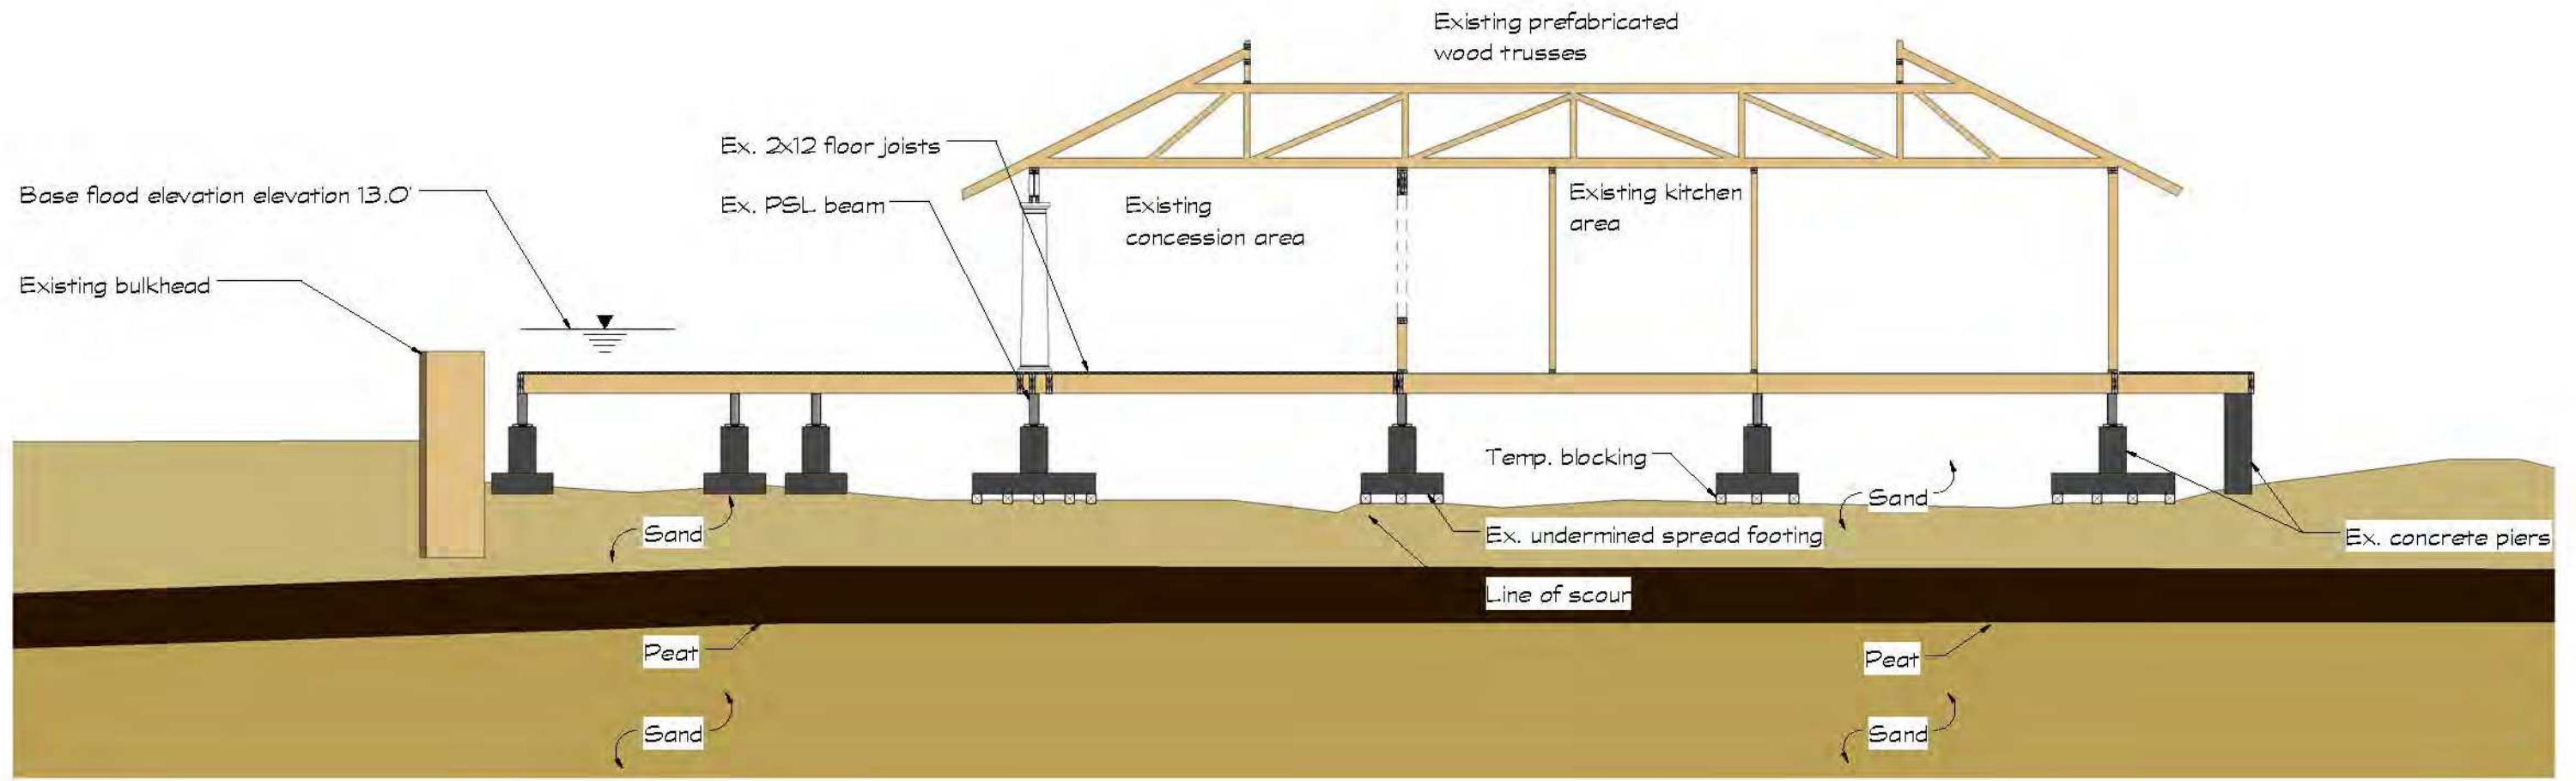 Existing prefabricated
wood trusses
Ex. 2x12 floor joists
Base flood elevation elevation 13.0'
Ex. PSL beam
Existing
concession area
Existing kitchen
area
Existing bulkhead
Temp. blocking
Sand
Sand
Ex. undermined spread footing
Ex. concrete piers
Line of scour
Peat
Peat
Sand
Sand